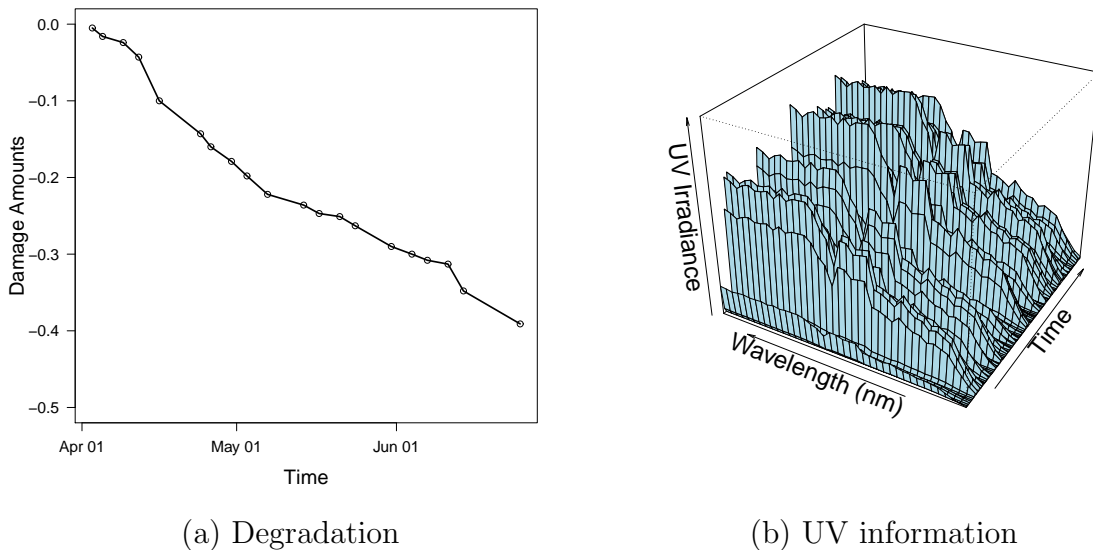 0.0
−0.1
−0.2
−0.3
−0.4
−0.5
Damage Amounts
Apr 01 May 01 Jun 01
Time
UV Irradiance
Wavelength (nm)
Time
(a) Degradation
(b) UV information